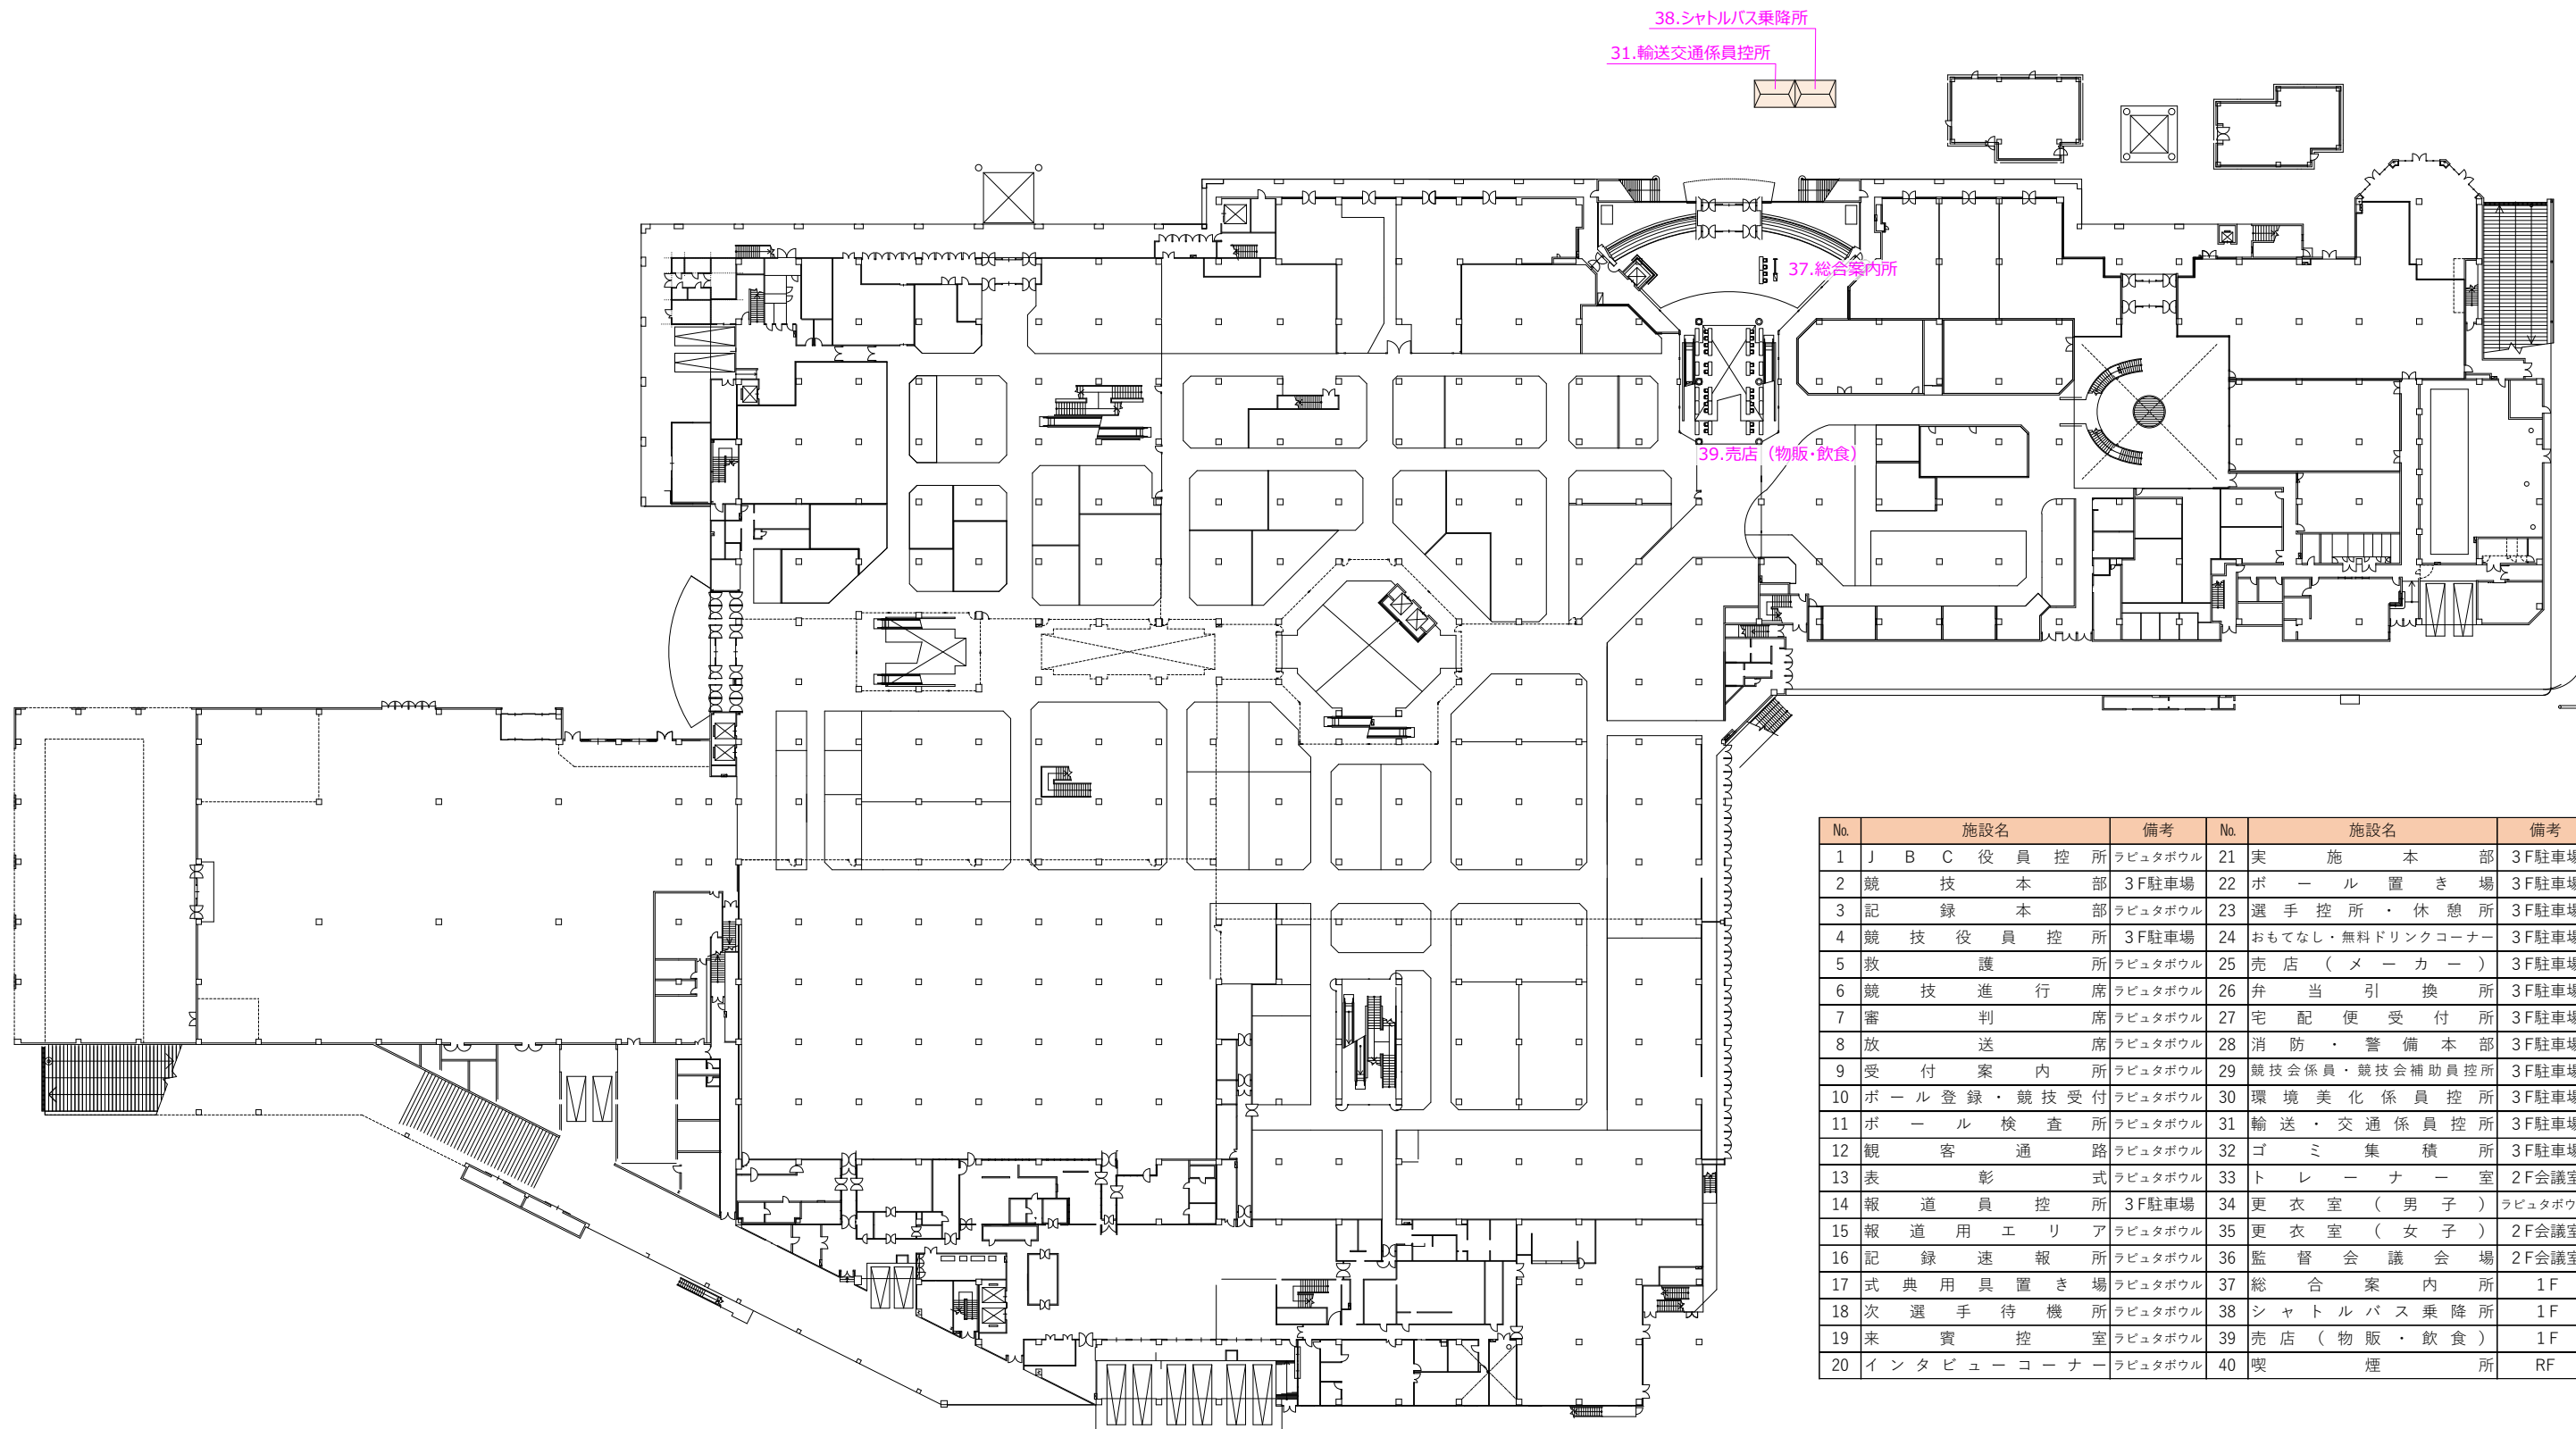 38.シャトルバス乗降所
31.輸送交通係員控所
37.総合案内所
39.売店（物販・飲食）
№ 施設名 備考 № 施設名 備考
1 JBC役員控所 ラピュタボウル 21 実施本部 3F駐車場
2 競技本部 3F駐車場 22 ボール置き場 3F駐車場
3 記録本部 ラピュタボウル 23 選手控所・休憩所 3F駐車場
4 競技役員控所 3F駐車場 24 おもてなし・無料ドリンクコーナー 3F駐車場
5 救護所 ラピュタボウル 25 売店（メーカー） 3F駐車場
6 競技進行席 ラピュタボウル 26 弁当引換所 3F駐車場
7 審判席 ラピュタボウル 27 宅配便受付所 3F駐車場
8 放送席 ラピュタボウル 28 消防・警備本部 3F駐車場
9 受付案内所 ラピュタボウル 29 競技会係員・競技会補助員控所 3F駐車場
10 ボール登録・競技受付 ラピュタボウル 30 環境美化係員控所 3F駐車場
11 ボール検査所 ラピュタボウル 31 輸送・交通係員控所 3F駐車場
12 観客通路 ラピュタボウル 32 ゴミ集積所 3F駐車場
13 表彰式 ラピュタボウル 33 トレーナー室 2F会議室
14 報道員控所 3F駐車場 34 更衣室（男子） ラピュタボウ
15 報道用エリア ラピュタボウル 35 更衣室（女子） 2F会議室
16 記録速報所 ラピュタボウル 36 監督会議会場 2F会議室
17 式典用具置き場 ラピュタボウル 37 総合案内所 1F
18 次選手待機所 ラピュタボウル 38 シャトルバス乗降所 1F
19 来賓控室 ラピュタボウル 39 売店（物販・飲食） 1F
20 インタビューコーナー ラピュタボウル 40 喫煙所 RF